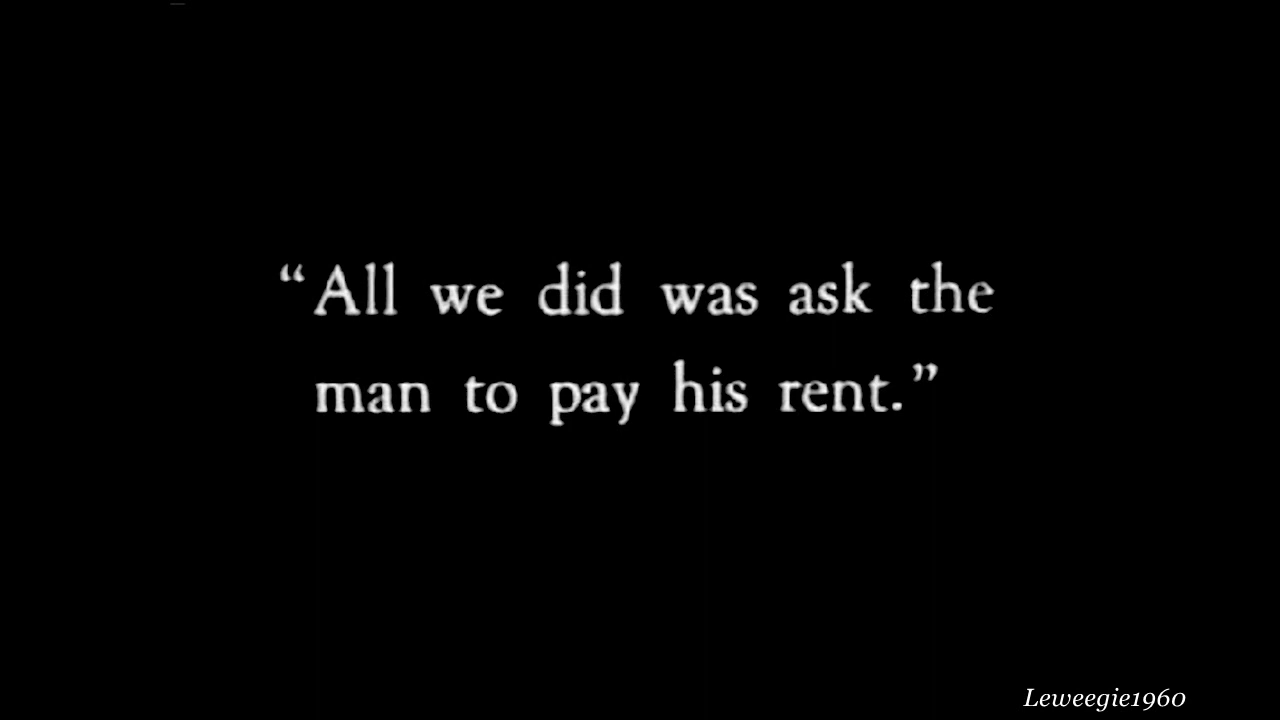 “All we did was ask the
man to pay his rent.”
Leweegie1960